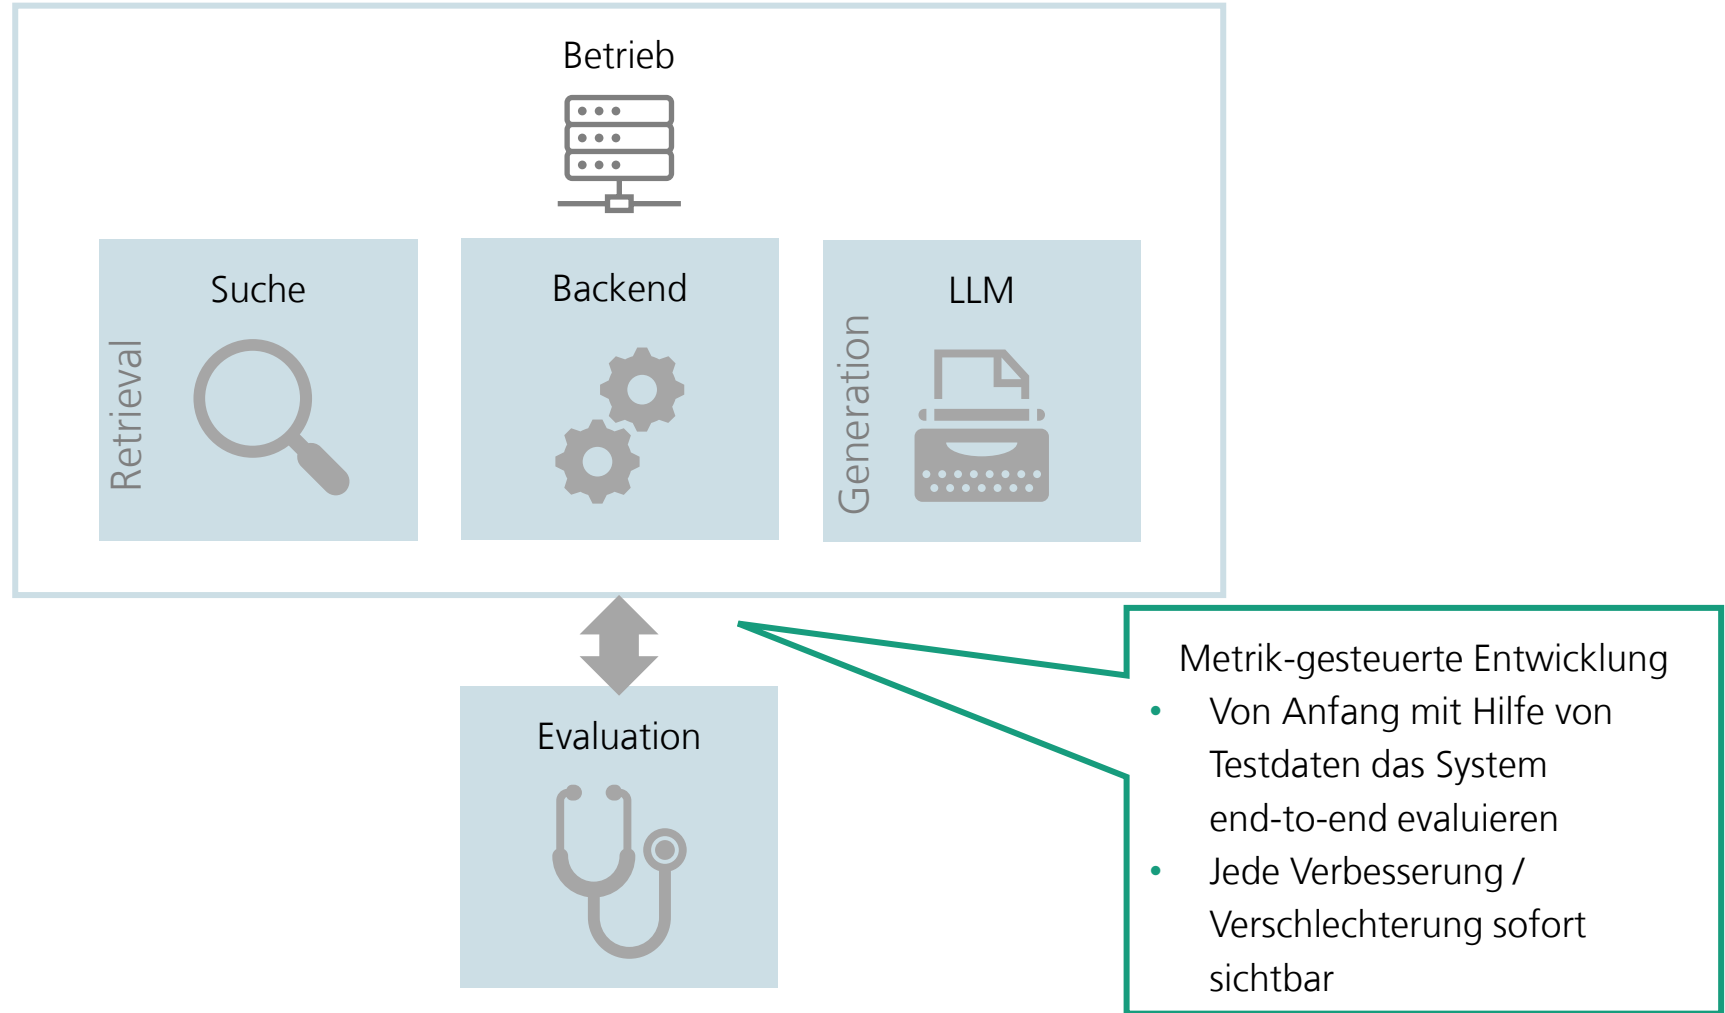 Betrieb
Suche
Retrieval
Backend
LLM
Generation
Evaluation
Metrik-gesteuerte Entwicklung
• Von Anfang mit Hilfe von
Testdaten das System
end-to-end evaluieren
• Jede Verbesserung /
Verschlechterung sofort
sichtbar